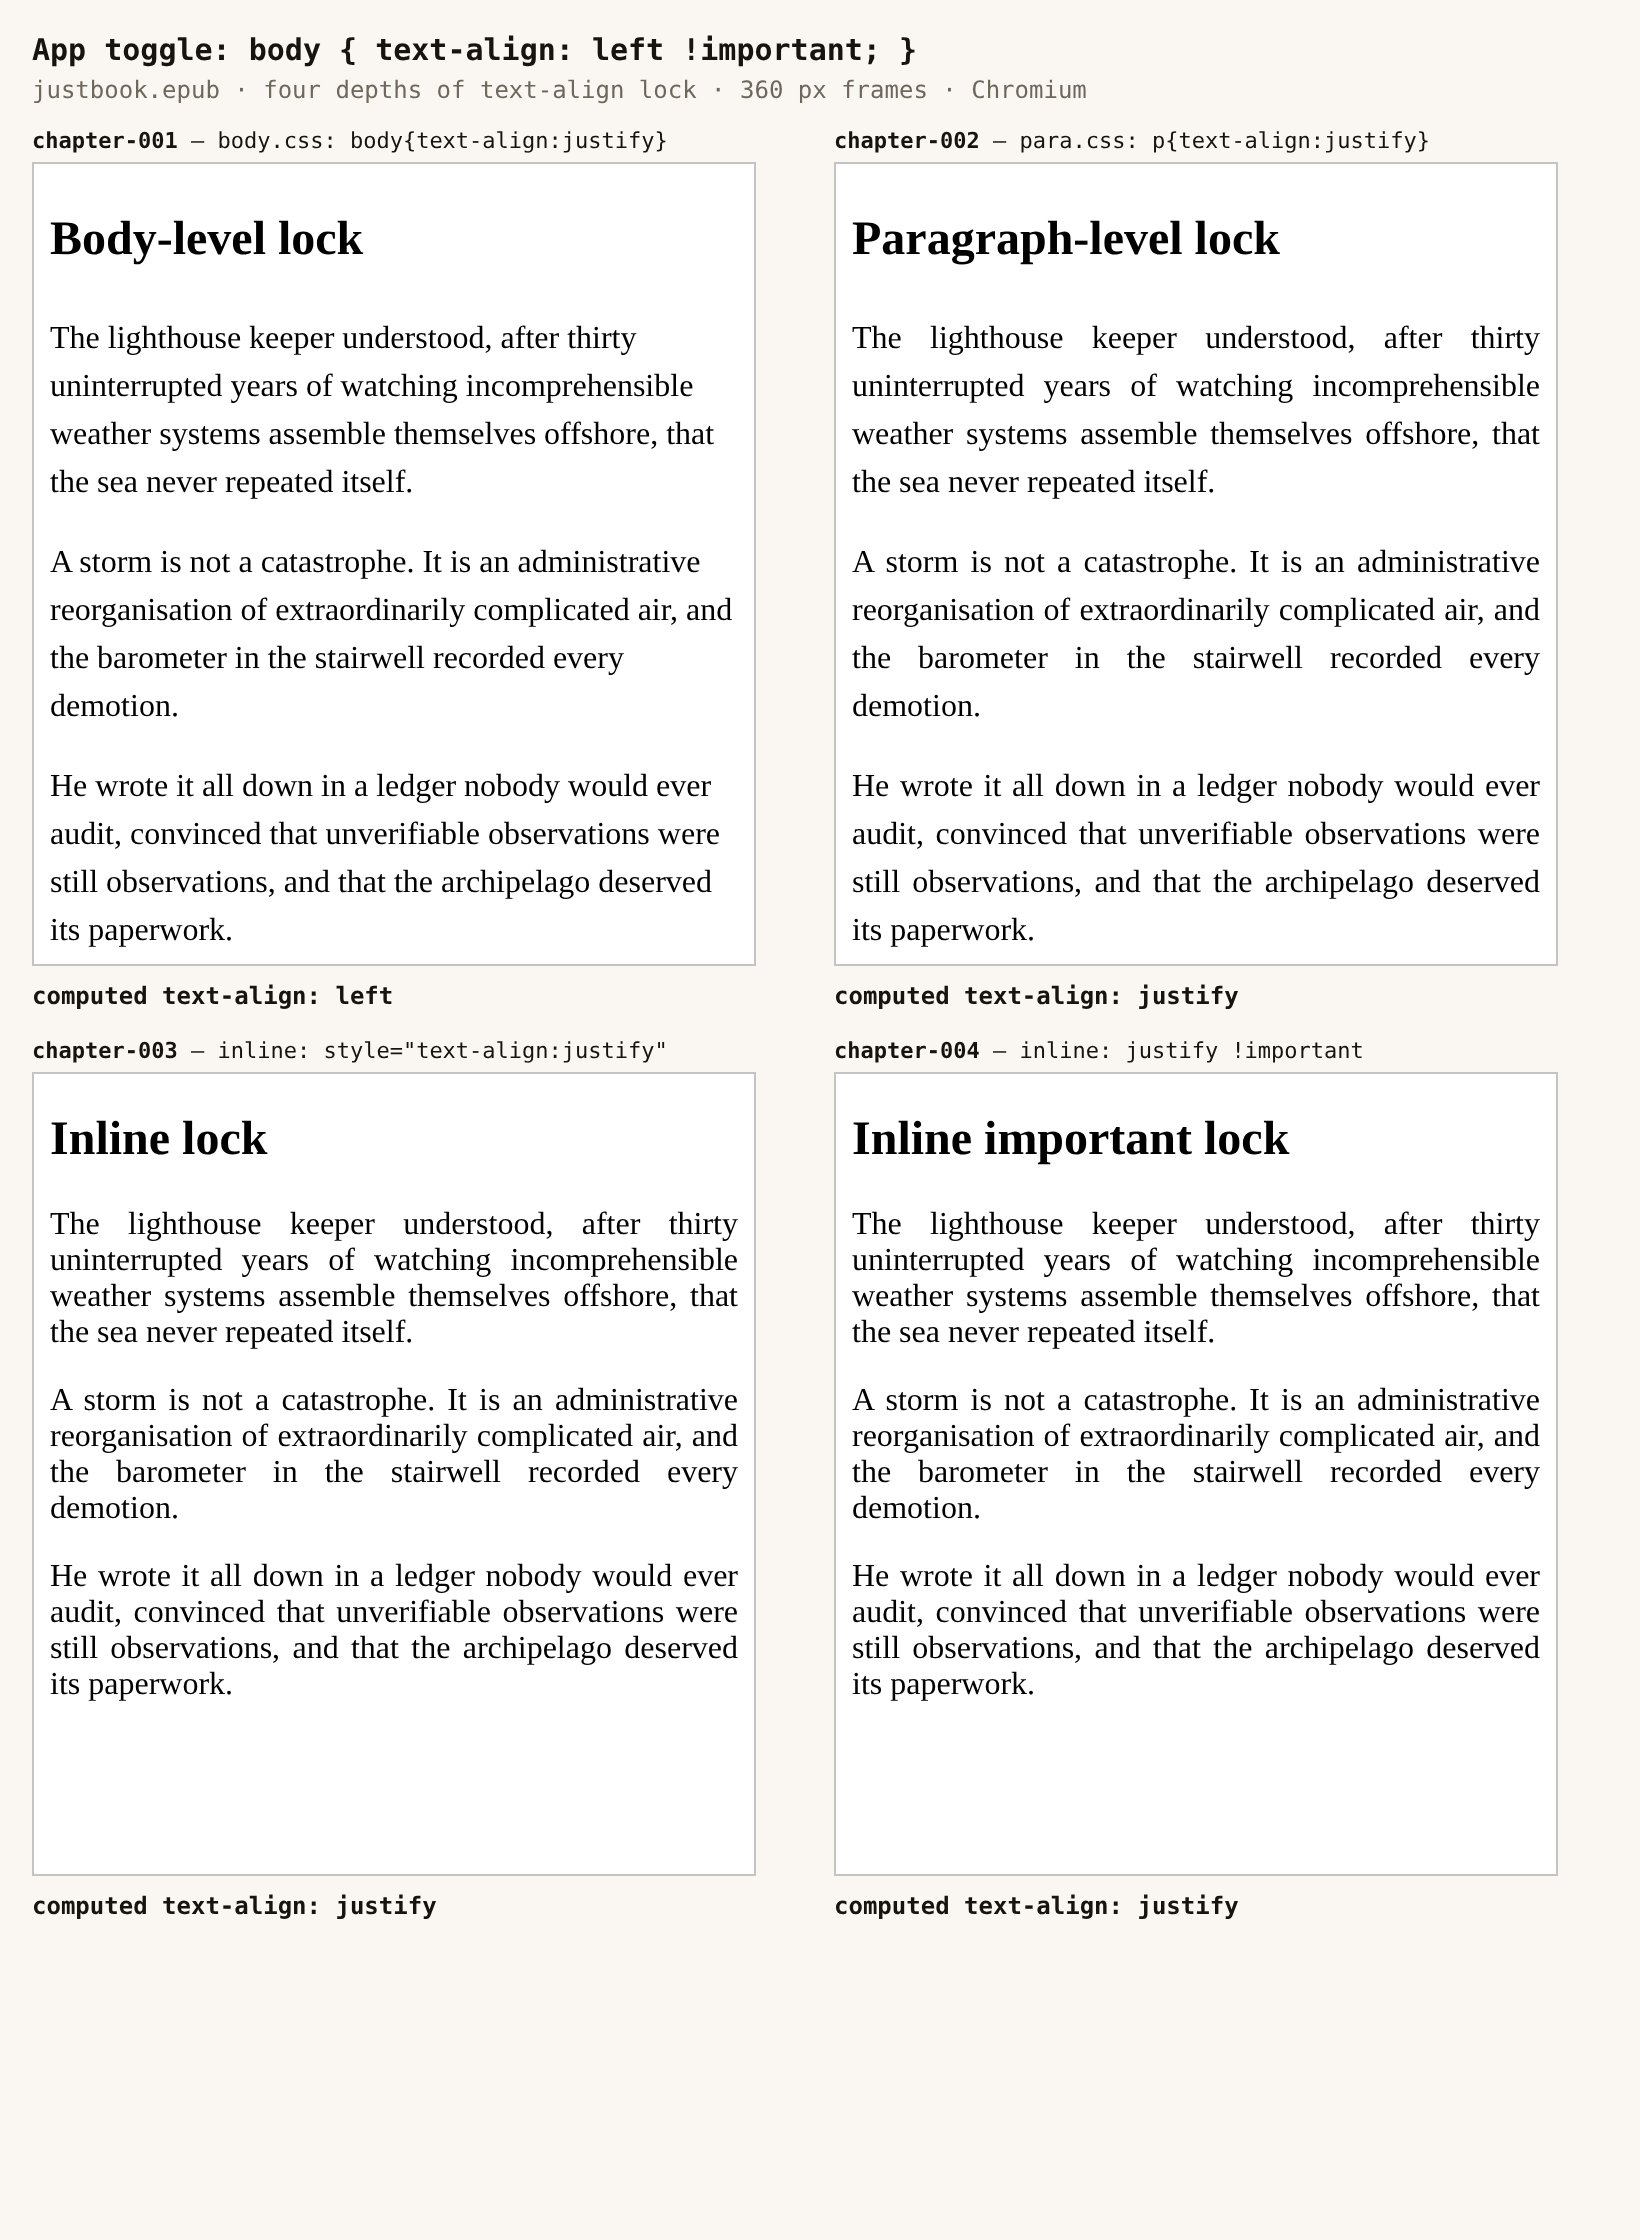 App toggle: body { text-align: left !important; }
justbook.epub · four depths of text-align lock · 360 px frames · Chromium
chapter-001 — body.css: body{text-align:justify}
Body-level lock
The lighthouse keeper understood, after thirty
uninterrupted years of watching incomprehensible
weather systems assemble themselves offshore, that
the sea never repeated itself.
A storm is not a catastrophe. It is an administrative
reorganisation of extraordinarily complicated air, and
the barometer in the stairwell recorded every
demotion.
He wrote it all down in a ledger nobody would ever
audit, convinced that unverifiable observations were
still observations, and that the archipelago deserved
its paperwork.
computed text-align: left
chapter-002 — para.css: p{text-align:justify}
Paragraph-level lock
The lighthouse keeper understood, after thirty
uninterrupted years of watching incomprehensible
weather systems assemble themselves offshore, that
the sea never repeated itself.
A storm is not a catastrophe. It is an administrative
reorganisation of extraordinarily complicated air, and
the barometer in the stairwell recorded every
demotion.
He wrote it all down in a ledger nobody would ever
audit, convinced that unverifiable observations were
still observations, and that the archipelago deserved
its paperwork.
computed text-align: justify
chapter-003 — inline: style="text-align:justify"
Inline lock
The lighthouse keeper understood, after thirty
uninterrupted years of watching incomprehensible
weather systems assemble themselves offshore, that
the sea never repeated itself.
A storm is not a catastrophe. It is an administrative
reorganisation of extraordinarily complicated air, and
the barometer in the stairwell recorded every
demotion.
He wrote it all down in a ledger nobody would ever
audit, convinced that unverifiable observations were
still observations, and that the archipelago deserved
its paperwork.
computed text-align: justify
chapter-004 — inline: justify !important
Inline important lock
The lighthouse keeper understood, after thirty
uninterrupted years of watching incomprehensible
weather systems assemble themselves offshore, that
the sea never repeated itself.
A storm is not a catastrophe. It is an administrative
reorganisation of extraordinarily complicated air, and
the barometer in the stairwell recorded every
demotion.
He wrote it all down in a ledger nobody would ever
audit, convinced that unverifiable observations were
still observations, and that the archipelago deserved
its paperwork.
computed text-align: justify